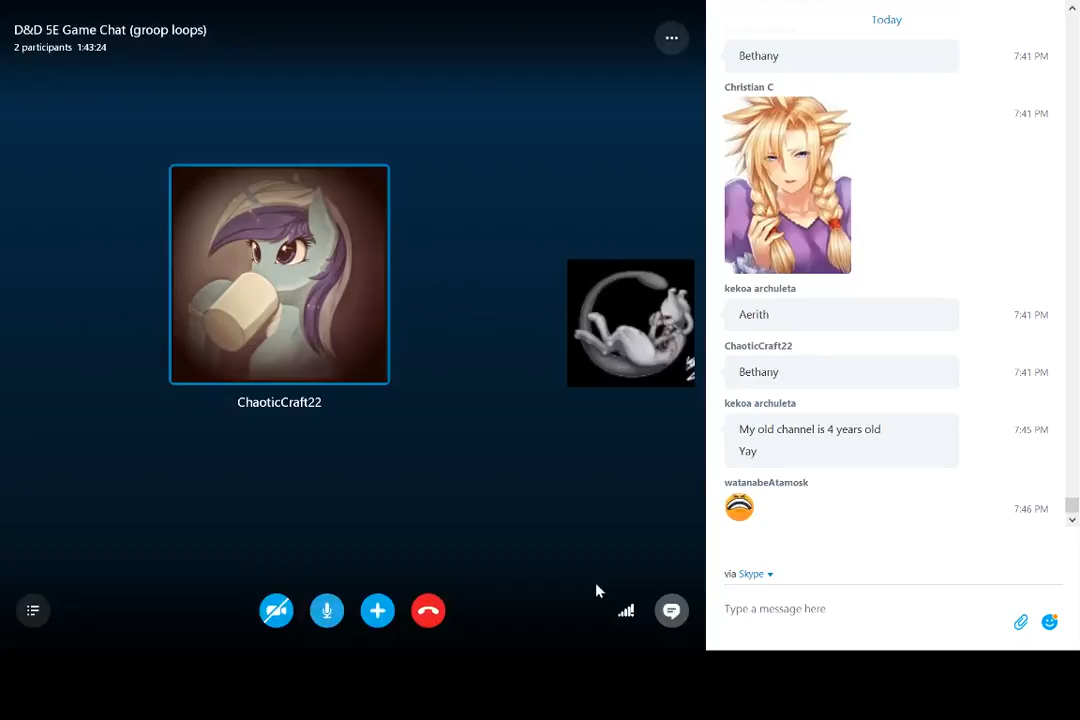 D&D 5E Game Chat (groop loops)
2 participants 1:43:24
ChaoticCraft22
Today
Bethany
7:41 PM
Christian C
7:41 PM
kekoa archuleta
Aerith
7:41 PM
ChaoticCraft22
Bethany
7:41 PM
kekoa archuleta
My old channel is 4 years old
7:45 PM
Yay
watanabeAtamosk
7:46 PM
via Skype
Type a message here